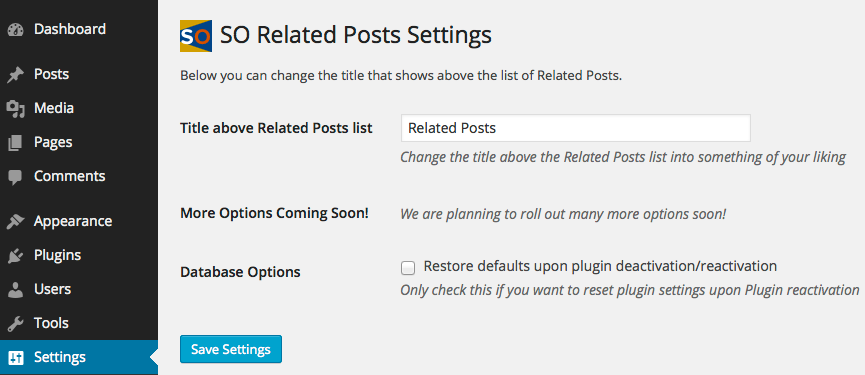 Dashboard
Posts
Media
Pages
Comments
Appearance
Plugins
Users
Tools
Settings
SO SO Related Posts Settings
Below you can change the title that shows above the list of Related Posts.
Title above Related Posts list Related Posts
Change the title above the Related Posts list into something of your liking
More Options Coming Soon! We are planning to roll out many more options soon!
Database Options Restore defaults upon plugin deactivation/reactivation
Only check this if you want to reset plugin settings upon Plugin reactivation
Save Settings